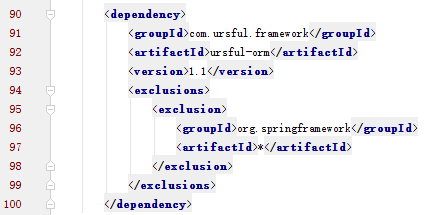 90 <dependency>
91 <groupId>com.ursful.framework</groupId>
92 <artifactId>ursful-orm</artifactId>
93 <version>1.1</version>
94 <exclusions>
95 <exclusion>
96 <groupId>org.springframework</groupId>
97 <artifactId>*</artifactId>
98 </exclusion>
99 </exclusions>
100 </dependency>